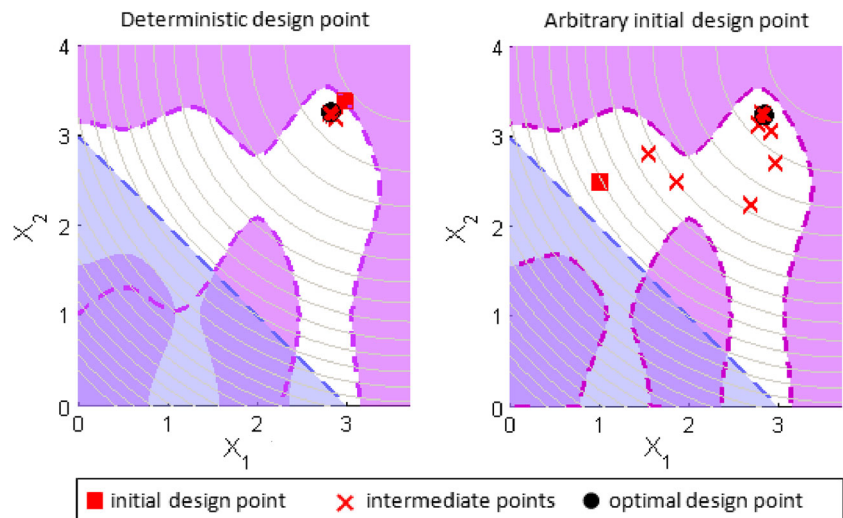 Deterministic design point
Arbitrary initial design point
4
3
2
1
0
X2
0
1
2
3
X1
4
3
2
1
0
X2
0
1
2
3
X1
initial design point
intermediate points
optimal design point